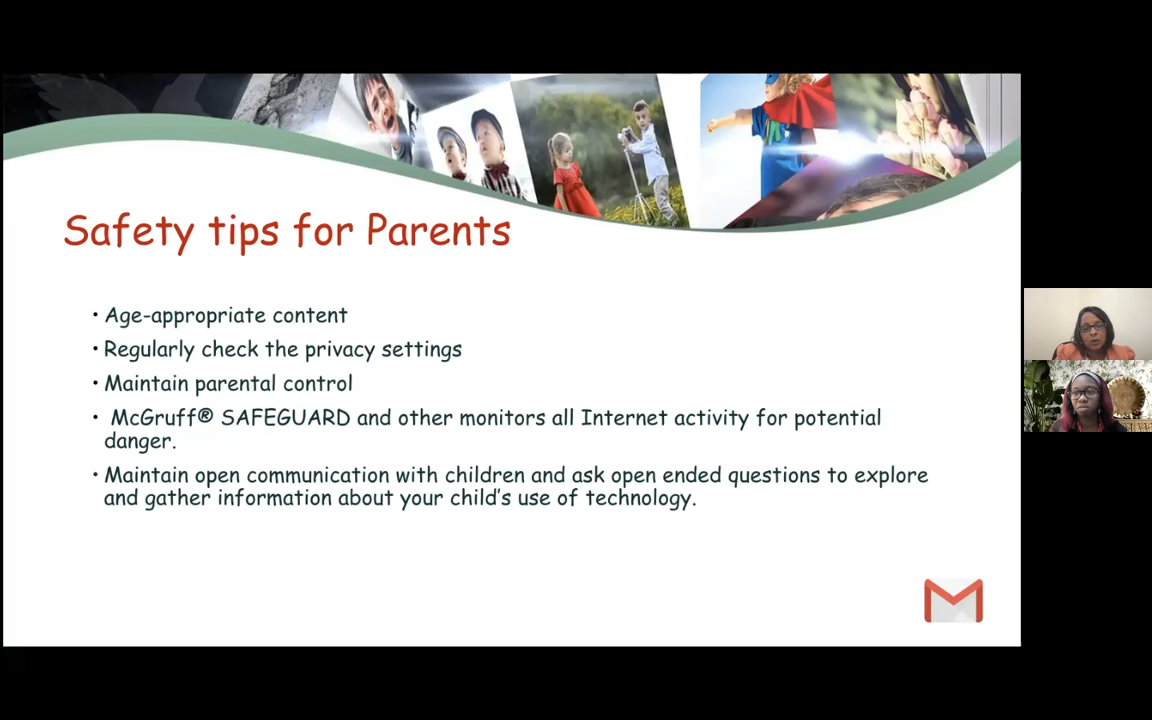 Safety tips for Parents
• Age-appropriate content
• Regularly check the privacy settings
• Maintain parental control
• McGruff® SAFEGUARD and other monitors all Internet activity for potential
danger.
• Maintain open communication with children and ask open ended questions to explore
and gather information about your child's use of technology.